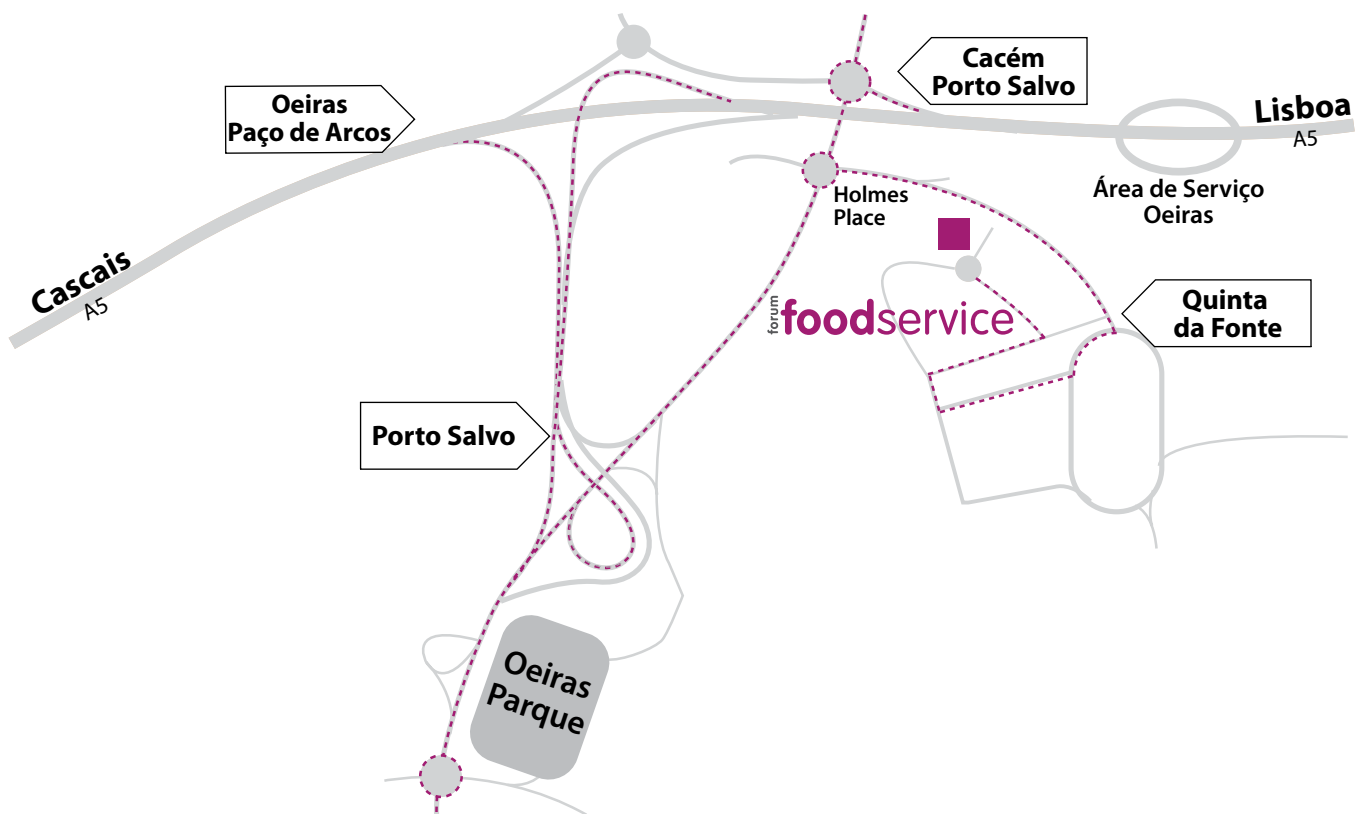 Cacém
Porto Salvo
Oeiras
Paço de Arcos
Lisboa
A5
Área de Serviço
Oeiras
Holmes
Place
Cascais
A5
forum
foodservice
Quinta
da Fonte
Porto Salvo
Oeiras
Parque